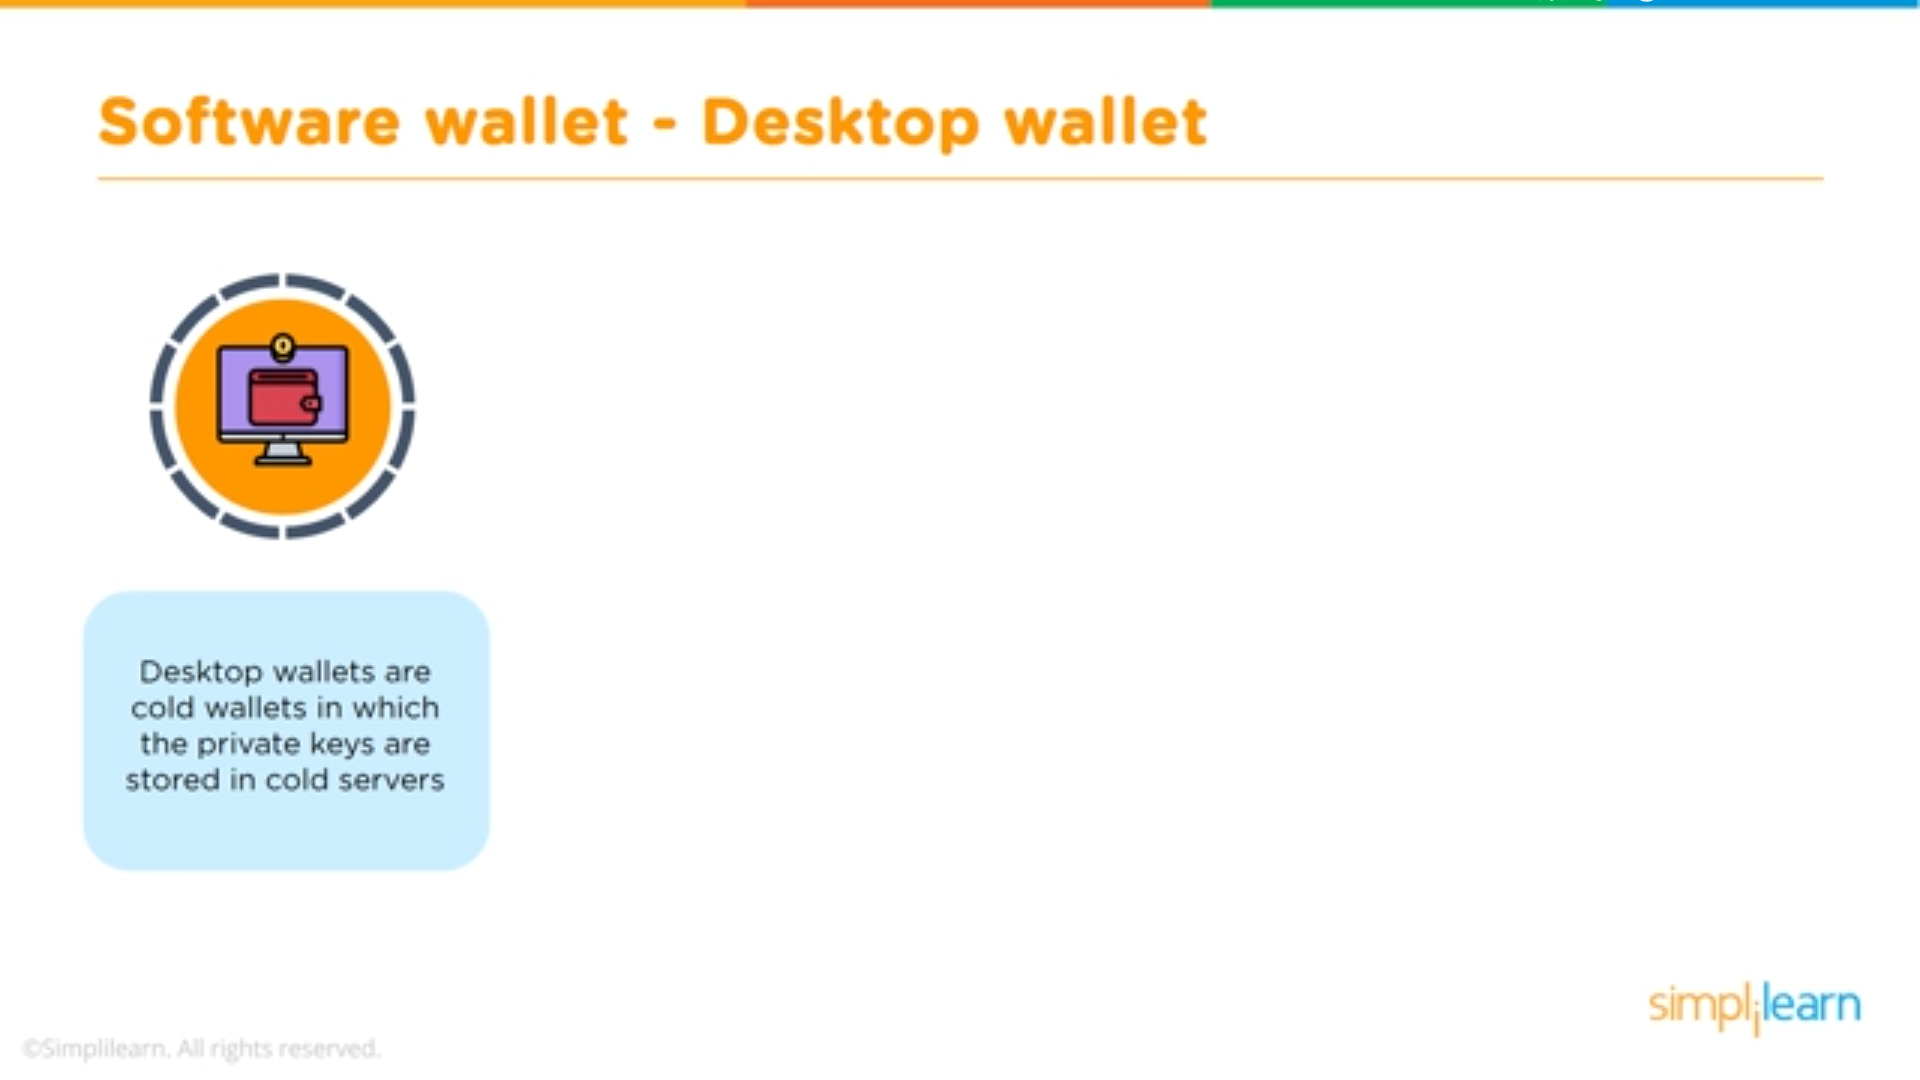 Software wallet - Desktop wallet
Desktop wallets are
cold wallets in which
the private keys are
stored in cold servers
simplilearn
©Simplilearn. All rights reserved.